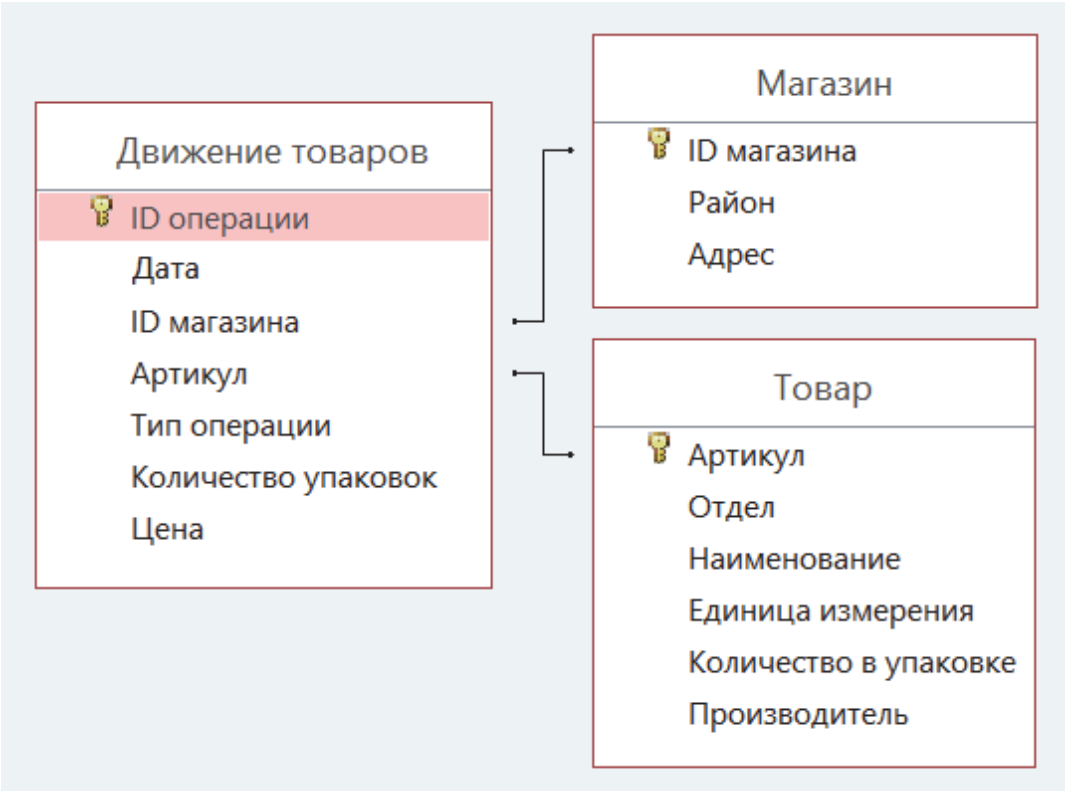 Движение товаров
ID операции
Дата
ID магазина
Артикул
Тип операции
Количество упаковок
Цена
Магазин
ID магазина
Район
Адрес
Товар
Артикул
Отдел
Наименование
Единица измерения
Количество в упаковке
Производитель